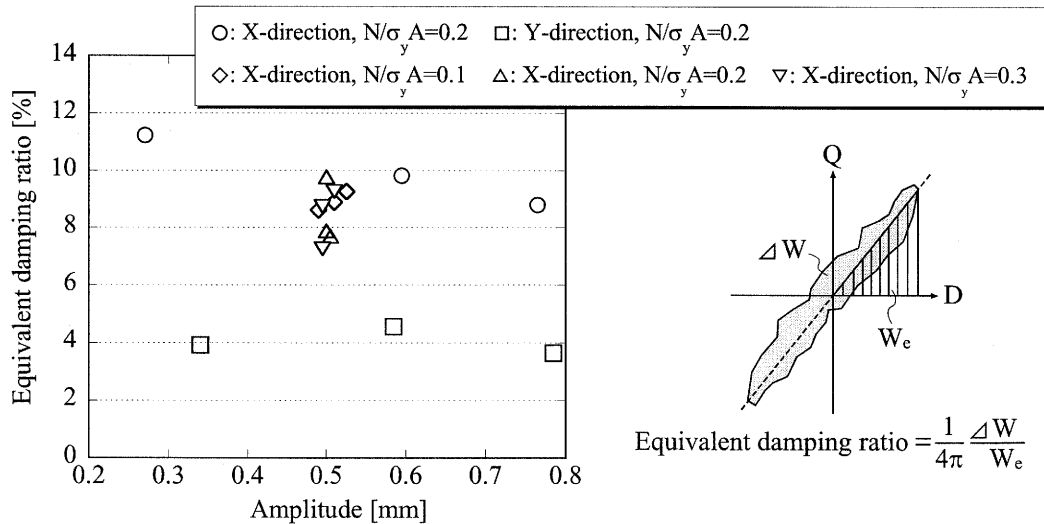 ○: X-direction, N/σyA=0.2 □: Y-direction, N/σyA=0.2
◇: X-direction, N/σyA=0.1 △: X-direction, N/σyA=0.2 ▽: X-direction, N/σyA=0.3
Equivalent damping ratio [%]
14
12
10
8
6
4
2
0
0.2 0.3 0.4 0.5 0.6 0.7 0.8
Amplitude [mm]
Q
⊿W
D
We
Equivalent damping ratio = 1/4π ⊿W/We